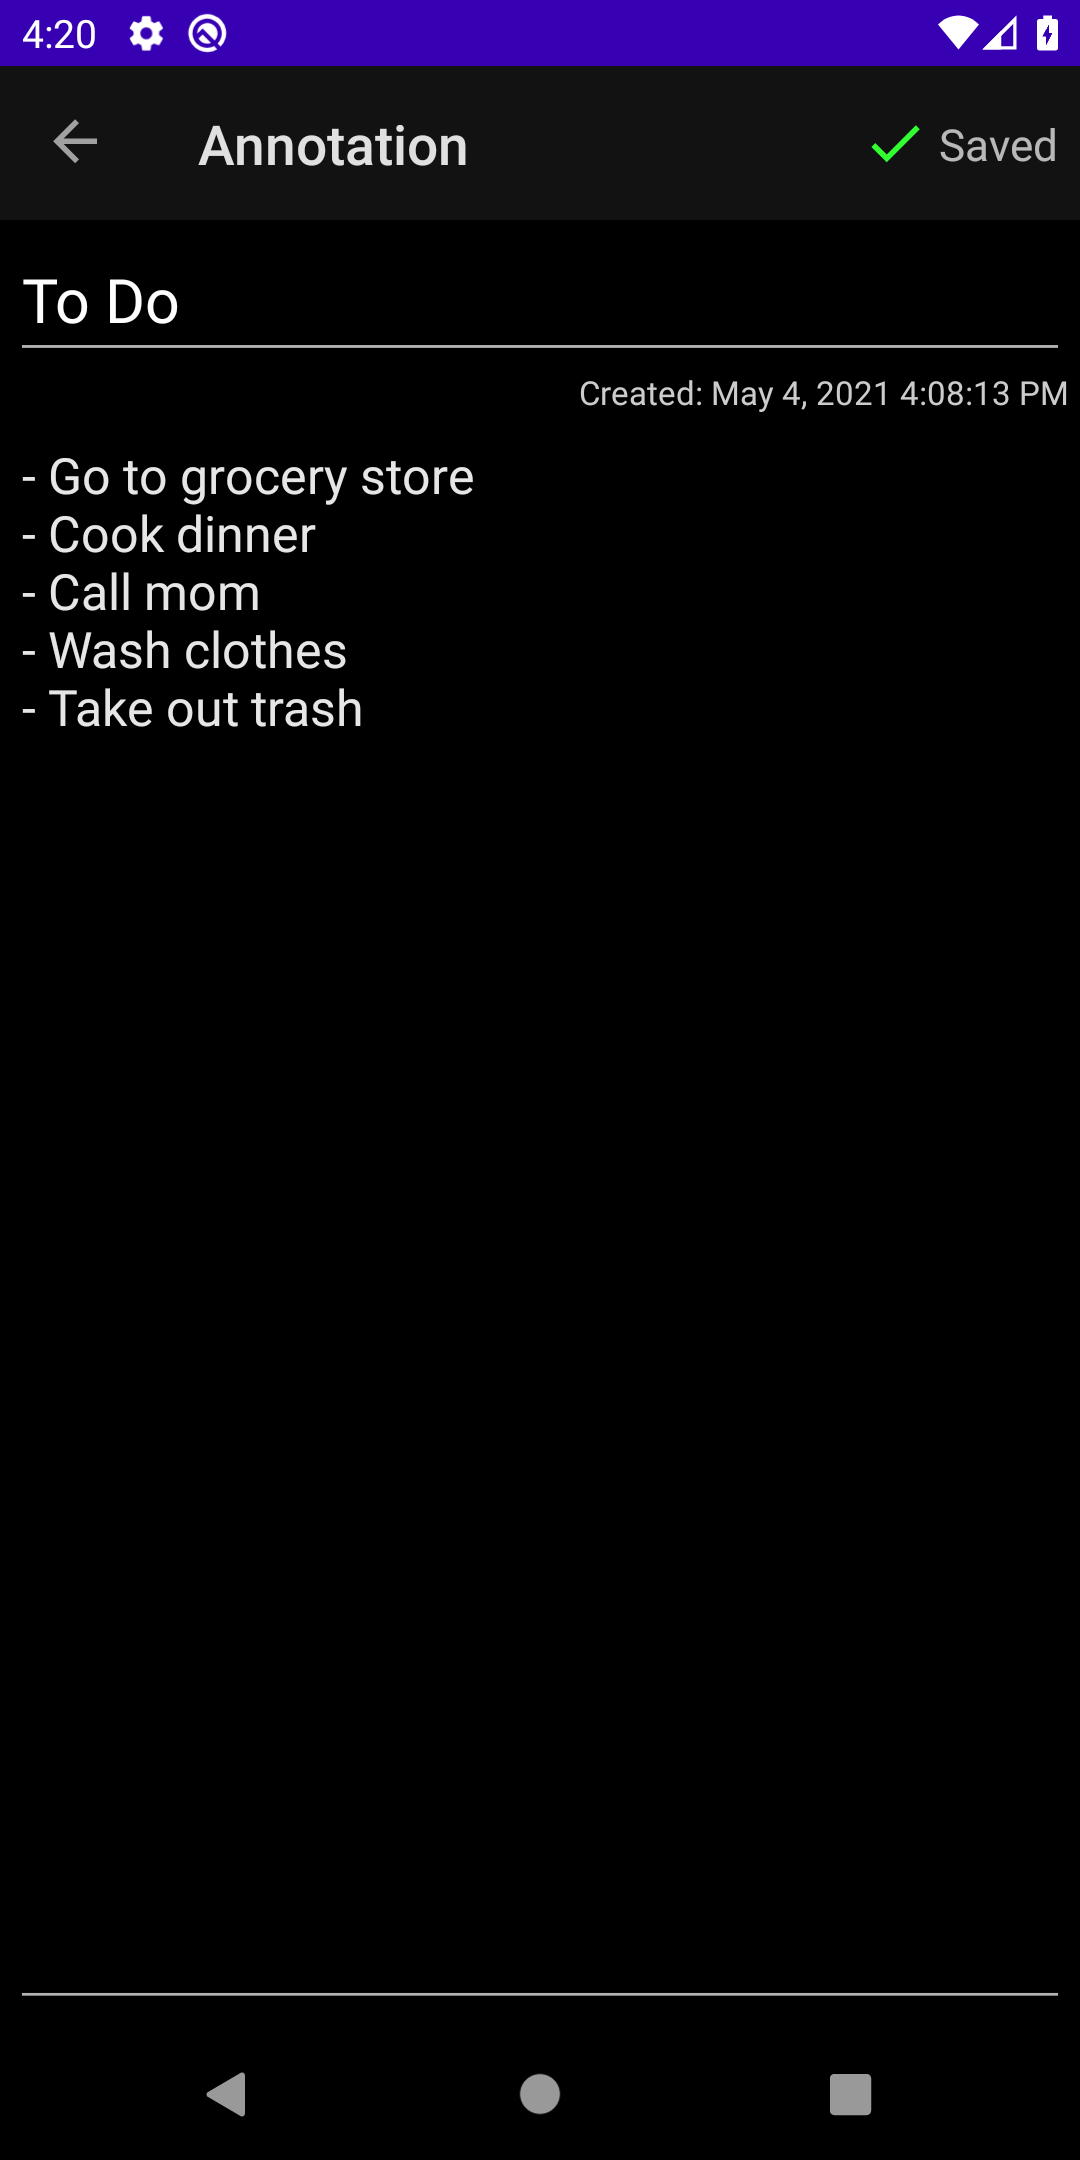 4:20
Annotation
Saved
To Do
Created: May 4, 2021 4:08:13 PM
- Go to grocery store
- Cook dinner
- Call mom
- Wash clothes
- Take out trash